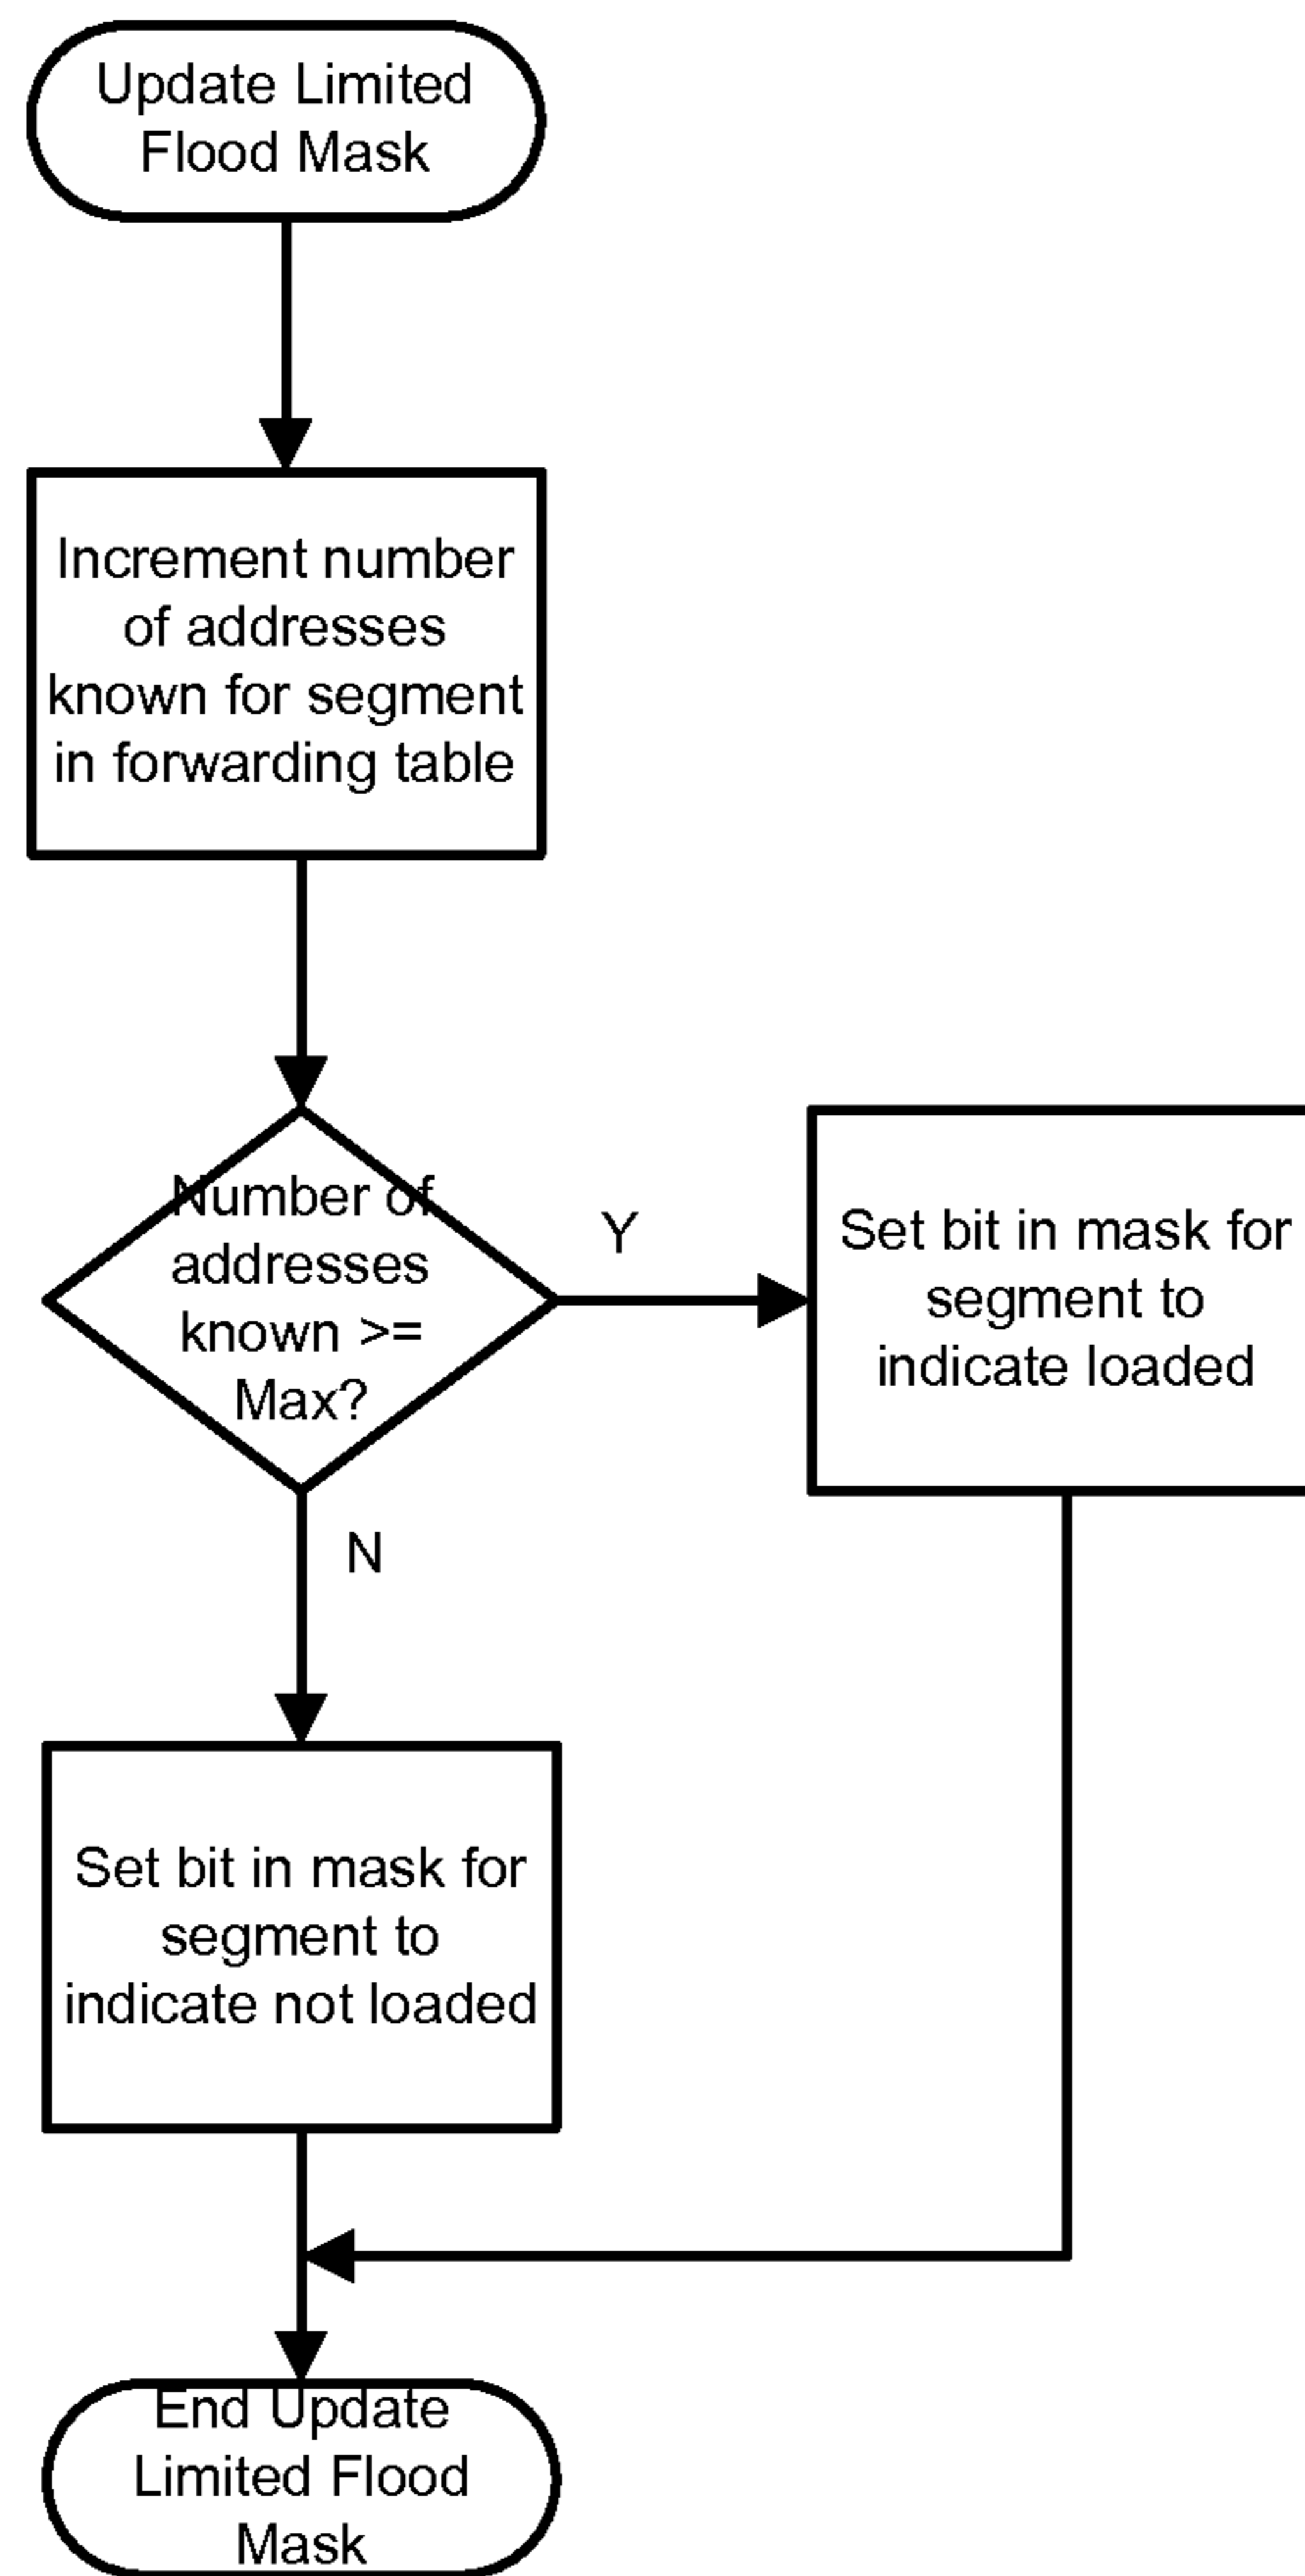 Update Limited
Flood Mask
Increment number
of addresses
known for segment
in forwarding table
Number of
addresses
known >=
Max?
Y
Set bit in mask for
segment to
indicate loaded
N
Set bit in mask for
segment to
indicate not loaded
End Update
Limited Flood
Mask